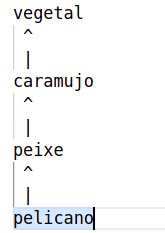 vegetal
^
|
caramujo
^
|
peixe
^
|
pelicano